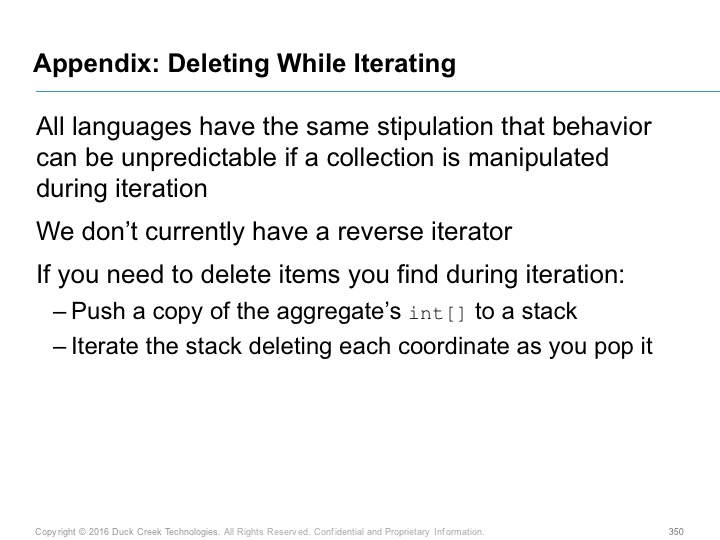 Appendix: Deleting While Iterating
All languages have the same stipulation that behavior
can be unpredictable if a collection is manipulated
during iteration
We don’t currently have a reverse iterator
If you need to delete items you find during iteration:
– Push a copy of the aggregate’s int[] to a stack
– Iterate the stack deleting each coordinate as you pop it
Copyright © 2016 Duck Creek Technologies. All Rights Reserved. Confidential and Proprietary Information.
350